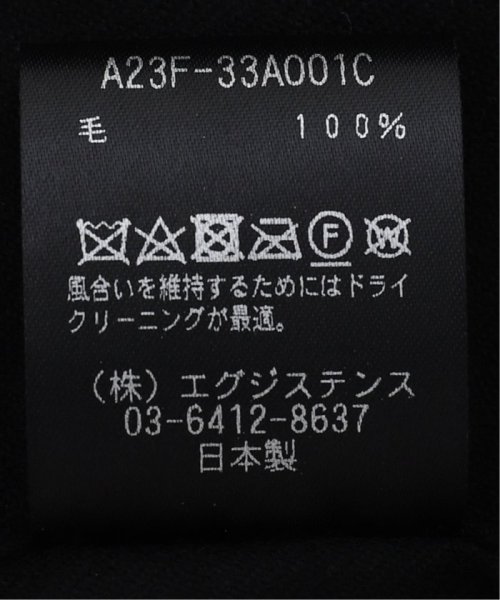 A23F-33A001C
毛 100%
F W
風合いを維持するためにはドライ
クリーニングが最適。
（株）エグジステンス
03-6412-8637
日本製